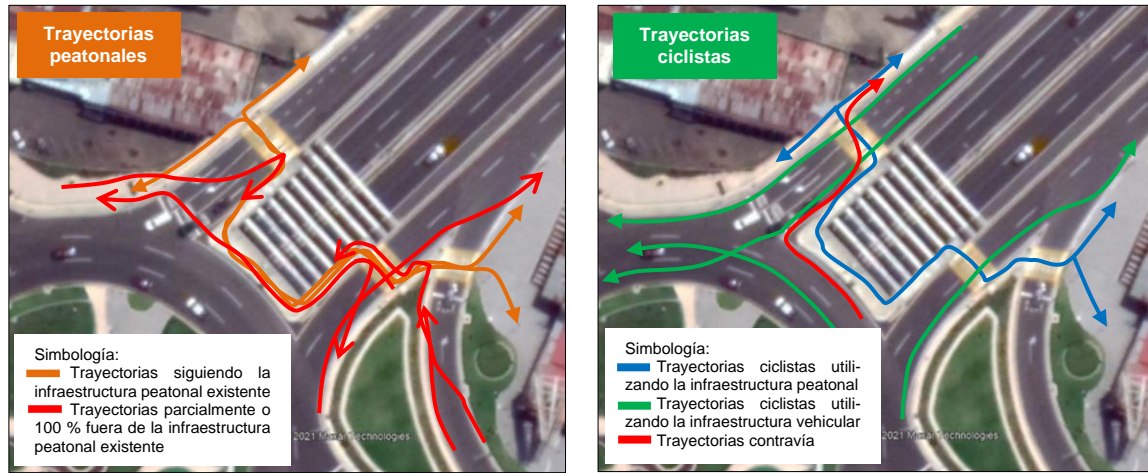 Trayectorias
peatonales
Simbología:
Trayectorias siguiendo la
infraestructura peatonal existente
Trayectorias parcialmente o
100 % fuera de la infraestructura
peatonal existente
2021 Maxar Technologies
Trayectorias
ciclistas
Simbología:
Trayectorias ciclistas utili-
zando la infraestructura peatonal
Trayectorias ciclistas utili-
zando la infraestructura vehicular
Trayectorias contravía
2021 Maxar Technologies